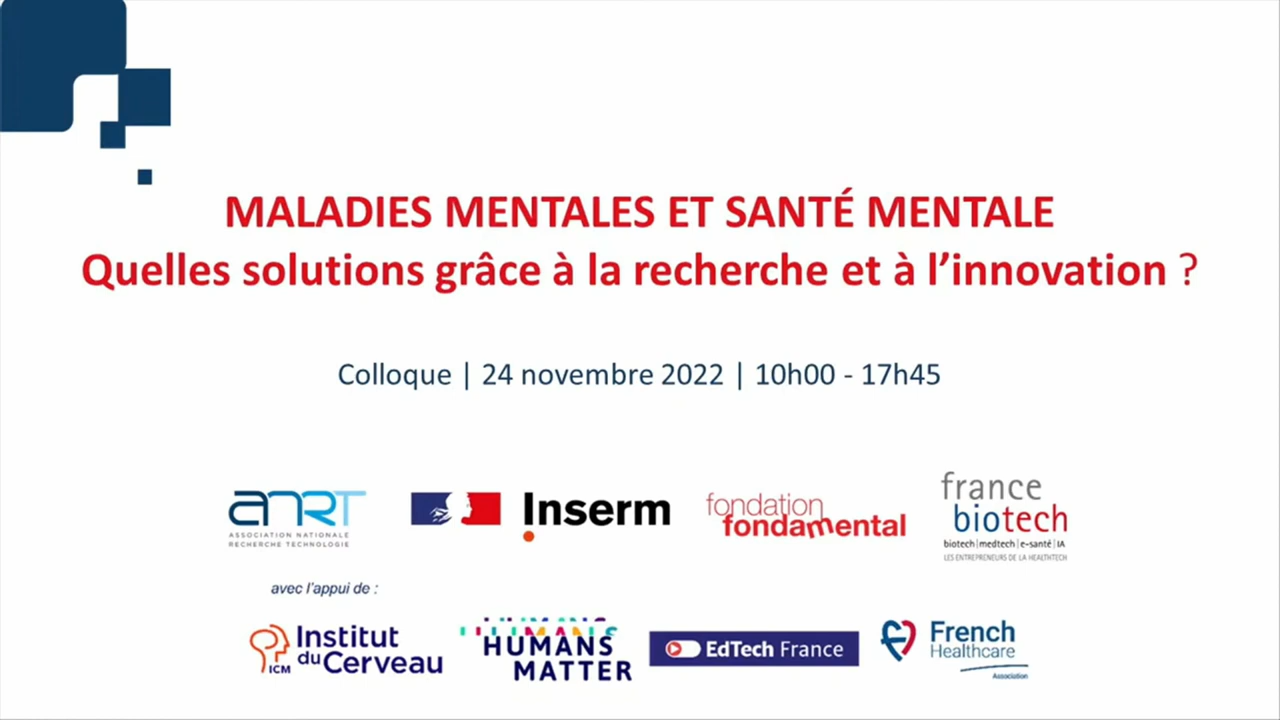 MALADIES MENTALES ET SANTÉ MENTALE
Quelles solutions grâce à la recherche et à l’innovation ?
Colloque | 24 novembre 2022 | 10h00 - 17h45
ANRT
ASSOCIATION NATIONALE
RECHERCHE TECHNOLOGIE
Inserm
fondation
fondamental
france
biotech
biotech|medtech|e-santé|IA
LES ENTREPRENEURS DE LA HEALTHTECH
avec l’appui de :
ICM
Institut
du Cerveau
HUMANS
HUMANS
HUMANS
MATTER
EdTech France
French
Healthcare
Association